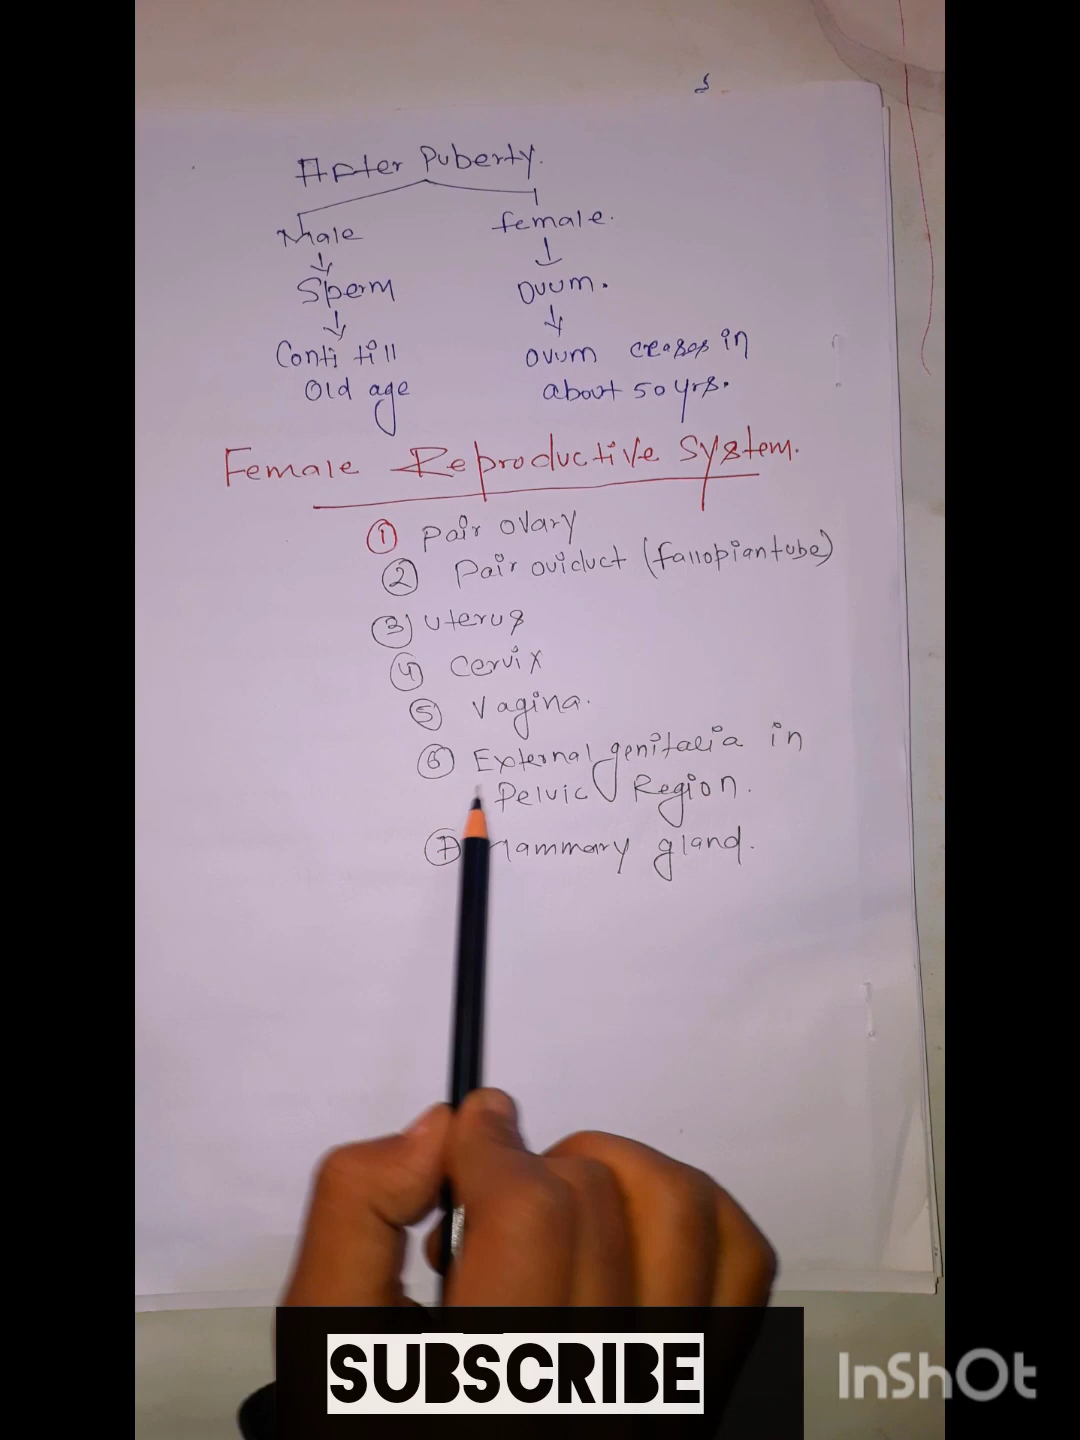 After Puberty.
Male female.
Sperm Ovum.
Conti till ovum ceases in
Old age about 50 yrs.
Female Reproductive System.
① Pair ovary
② Pair oviduct (fallopian tube)
③ Uterus
④ Cervix
⑤ Vagina.
⑥ External genitalia in
Pelvic Region.
⑦ Mammary gland.
SUBSCRIBE
InShOt